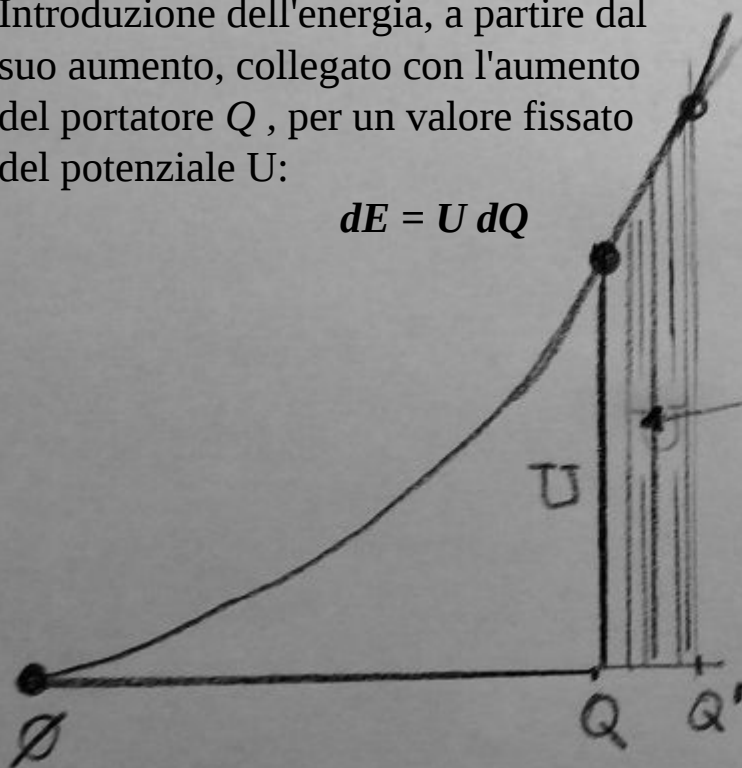 Introduzione dell'energia, a partire dal
suo aumento, collegato con l'aumento
del portatore Q , per un valore fissato
del potenziale U:
dE = U dQ
U
Q Q'
Ø